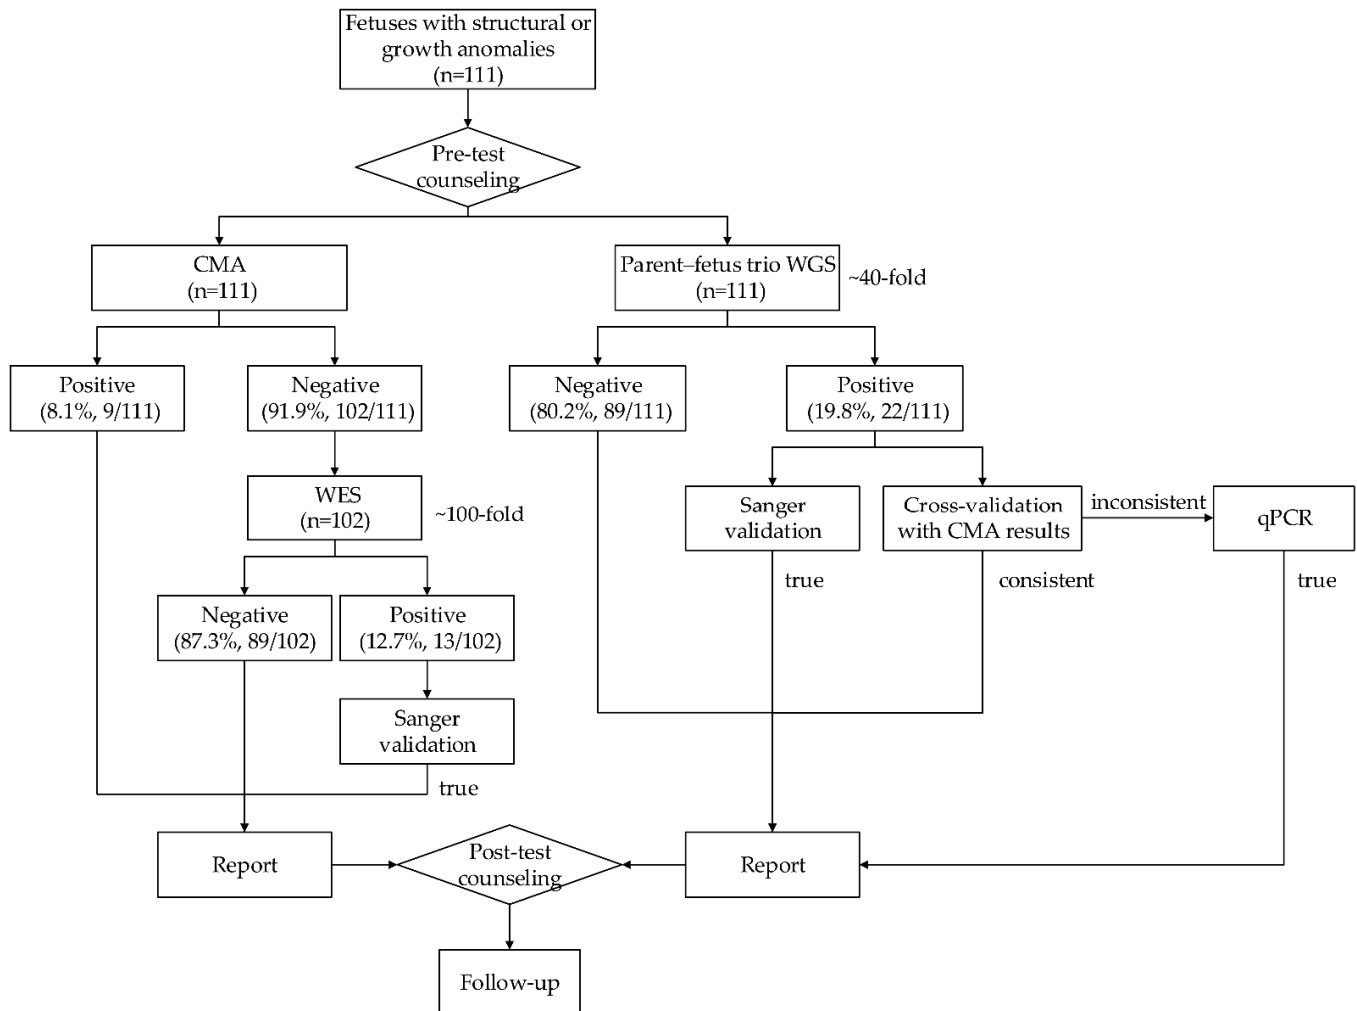 Fetuses with structural or
growth anomalies
(n=111)
Pre-test
counseling
CMA
(n=111)
Parent–fetus trio WGS
(n=111)
~40-fold
Positive
(8.1%, 9/111)
Negative
(91.9%, 102/111)
Negative
(80.2%, 89/111)
Positive
(19.8%, 22/111)
WES
(n=102)
~100-fold
Sanger
validation
Cross-validation
with CMA results
inconsistent
qPCR
true
consistent
true
Negative
(87.3%, 89/102)
Positive
(12.7%, 13/102)
Sanger
validation
true
Report
Post-test
counseling
Report
Follow-up